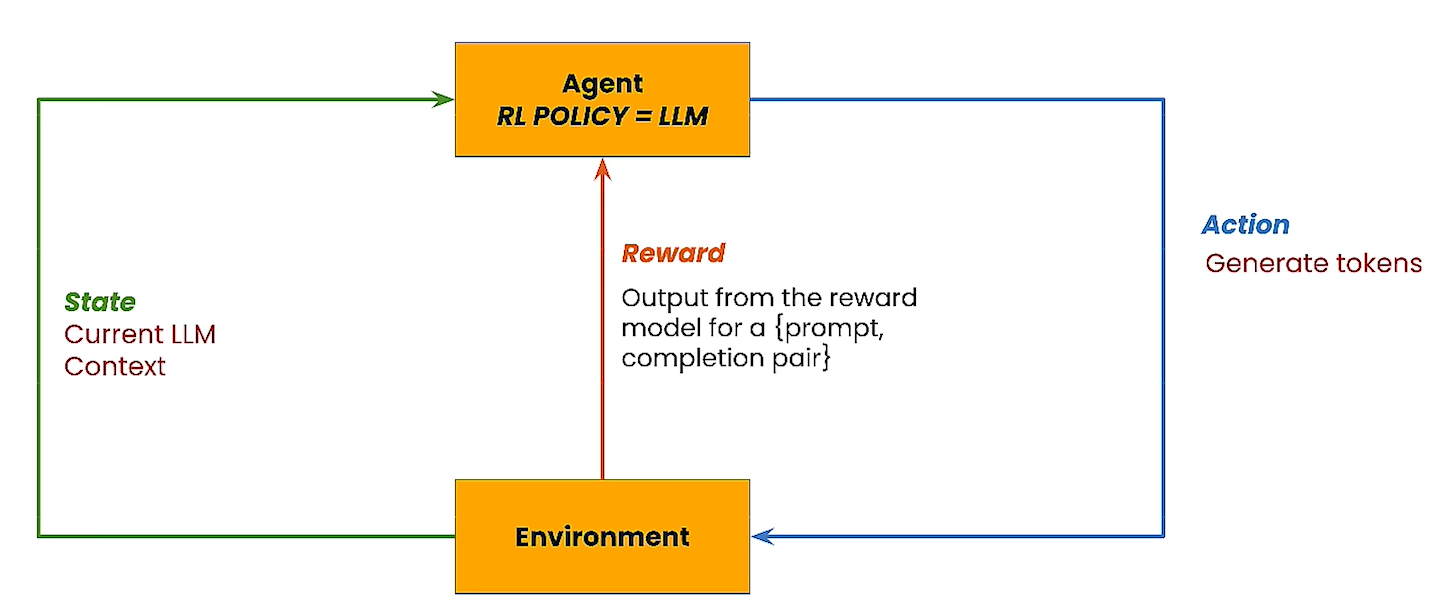 Agent
RL POLICY = LLM
Action
Generate tokens
Reward
Output from the reward
model for a {prompt,
completion pair}
State
Current LLM
Context
Environment